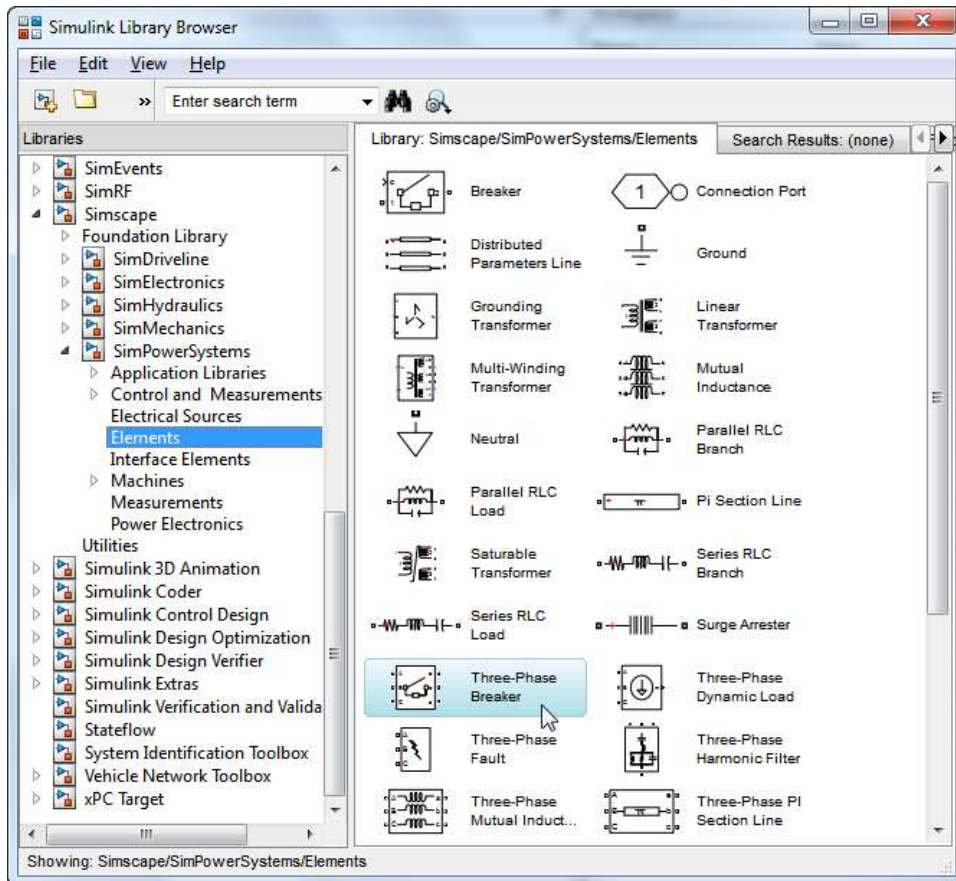 Simulink Library Browser
File Edit View Help
» Enter search term
Libraries
SimEvents
SimRF
Simscape
Foundation Library
SimDriveline
SimElectronics
SimHydraulics
SimMechanics
SimPowerSystems
Application Libraries
Control and Measurements
Electrical Sources
Elements
Interface Elements
Machines
Measurements
Power Electronics
Utilities
Simulink 3D Animation
Simulink Coder
Simulink Control Design
Simulink Design Optimization
Simulink Design Verifier
Simulink Extras
Simulink Verification and Valida
Stateflow
System Identification Toolbox
Vehicle Network Toolbox
xPC Target
Library: Simscape/SimPowerSystems/Elements
Search Results: (none)
Breaker
1
Connection Port
Distributed
Parameters Line
Ground
Grounding
Transformer
Linear
Transformer
Multi-Winding
Transformer
Mutual
Inductance
Neutral
Parallel RLC
Branch
Parallel RLC
Load
Pi Section Line
Saturable
Transformer
Series RLC
Branch
Series RLC
Load
Surge Arrester
Three-Phase
Breaker
Three-Phase
Dynamic Load
Three-Phase
Fault
Three-Phase
Harmonic Filter
Three-Phase
Mutual Induct...
Three-Phase PI
Section Line
Showing: Simscape/SimPowerSystems/Elements